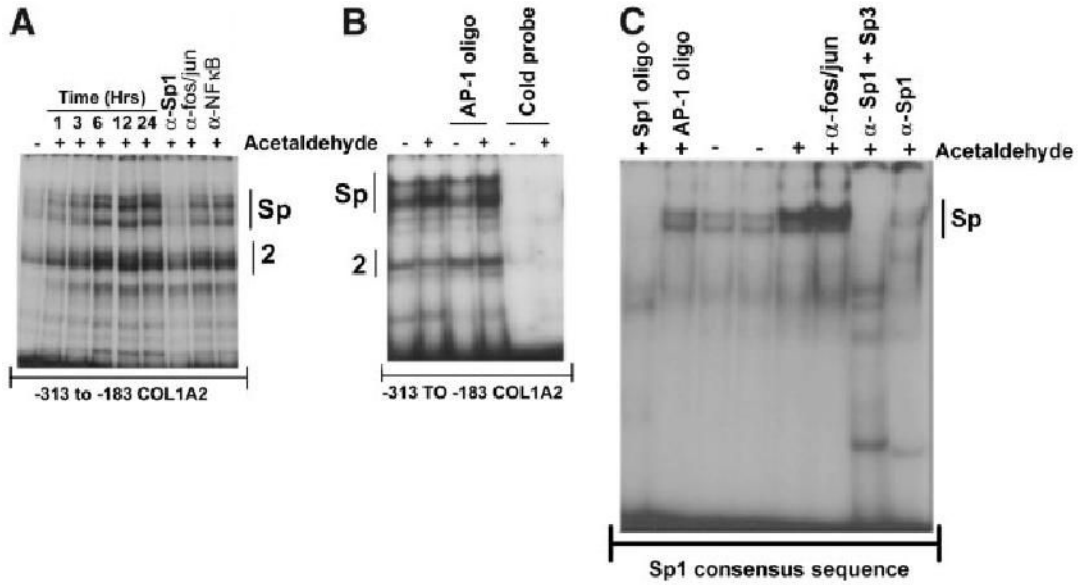 A
Time (Hrs)
1 3 6 12 24 α-Sp1 α-fos/jun α-NFκB
- + + + + + + + + Acetaldehyde
Sp
2
-313 to -183 COL1A2
B
AP-1 oligo Cold probe
- + - + - +
Sp
2
-313 TO -183 COL1A2
C
Sp1 oligo AP-1 oligo α-fos/jun α-Sp1 + Sp3 α-Sp1
+ + - - + + + + Acetaldehyde
Sp
Sp1 consensus sequence